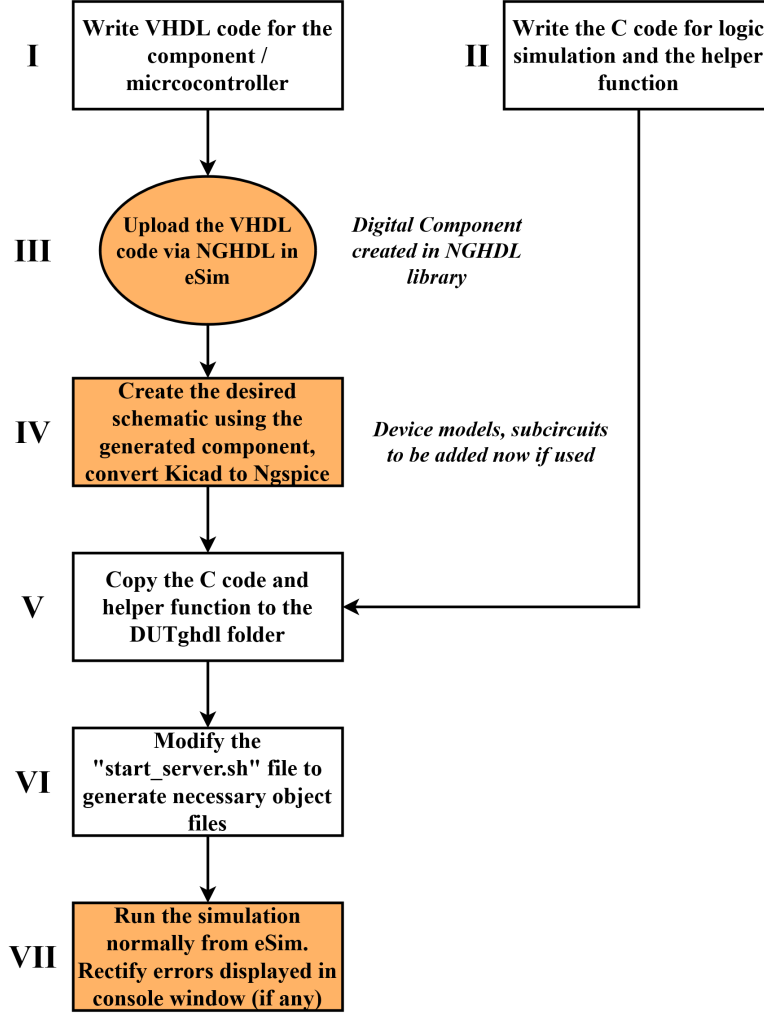 I
Write VHDL code for the
component /
micrcocontroller
II
Write the C code for logic
simulation and the helper
function
III
Upload the VHDL
code via NGHDL in
eSim
Digital Component
created in NGHDL
library
IV
Create the desired
schematic using the
generated component,
convert Kicad to Ngspice
Device models, subcircuits
to be added now if used
V
Copy the C code and
helper function to the
DUTghdl folder
VI
Modify the
"start_server.sh" file to
generate necessary object
files
VII
Run the simulation
normally from eSim.
Rectify errors displayed in
console window (if any)